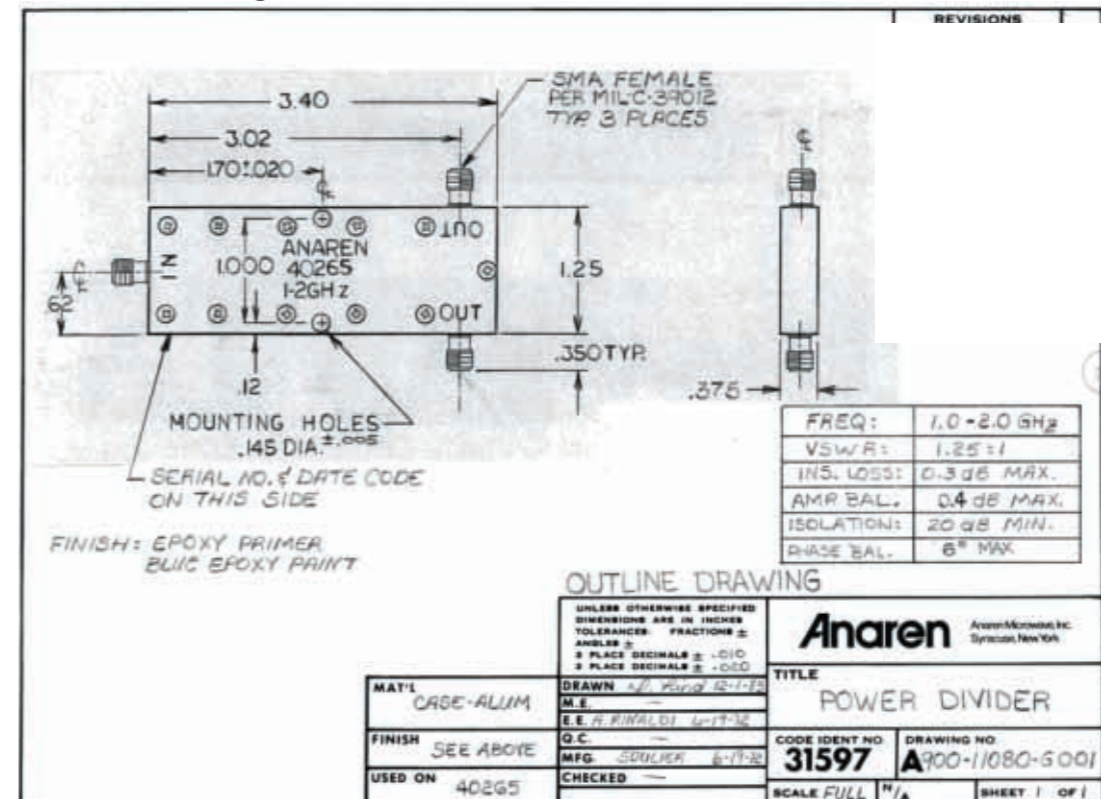 REVISIONS
SMA FEMALE
PER MIL-C-39012
TYP 3 PLACES
3.40
3.02
1.70±.020
OUT
ANAREN
40265
1-2GHz
IN
1.000
1.25
.62
OUT
.350 TYP.
.12
.375
MOUNTING HOLES
.145 DIA.±.005
SERIAL NO. & DATE CODE
ON THIS SIDE
FINISH: EPOXY PRIMER
BLUE EPOXY PAINT
FREQ: 1.0-2.0 GHz
VSWR: 1.25:1
INS. LOSS: 0.3 dB MAX.
AMP BAL. 0.4 dB MAX.
ISOLATION: 20 dB MIN.
PHASE BAL. 6° MAX
OUTLINE DRAWING
UNLESS OTHERWISE SPECIFIED
DIMENSIONS ARE IN INCHES
TOLERANCES: FRACTIONS ±
ANGLES ±
PLACE DECIMALS ± .010
PLACE DECIMALS ± .020
Anaren
Anaren Microwave, Inc.
Syracuse, New York
TITLE
POWER DIVIDER
MAT'L
CASE-ALUM
DRAWN
M.E. —
E.E. A. RINALDI
FINISH
SEE ABOVE
Q.C. —
MFG.
CODE IDENT NO.
31597
DRAWING NO.
A900-11080-S001
USED ON
40265
CHECKED —
SCALE FULL
N/A
SHEET 1 OF 1